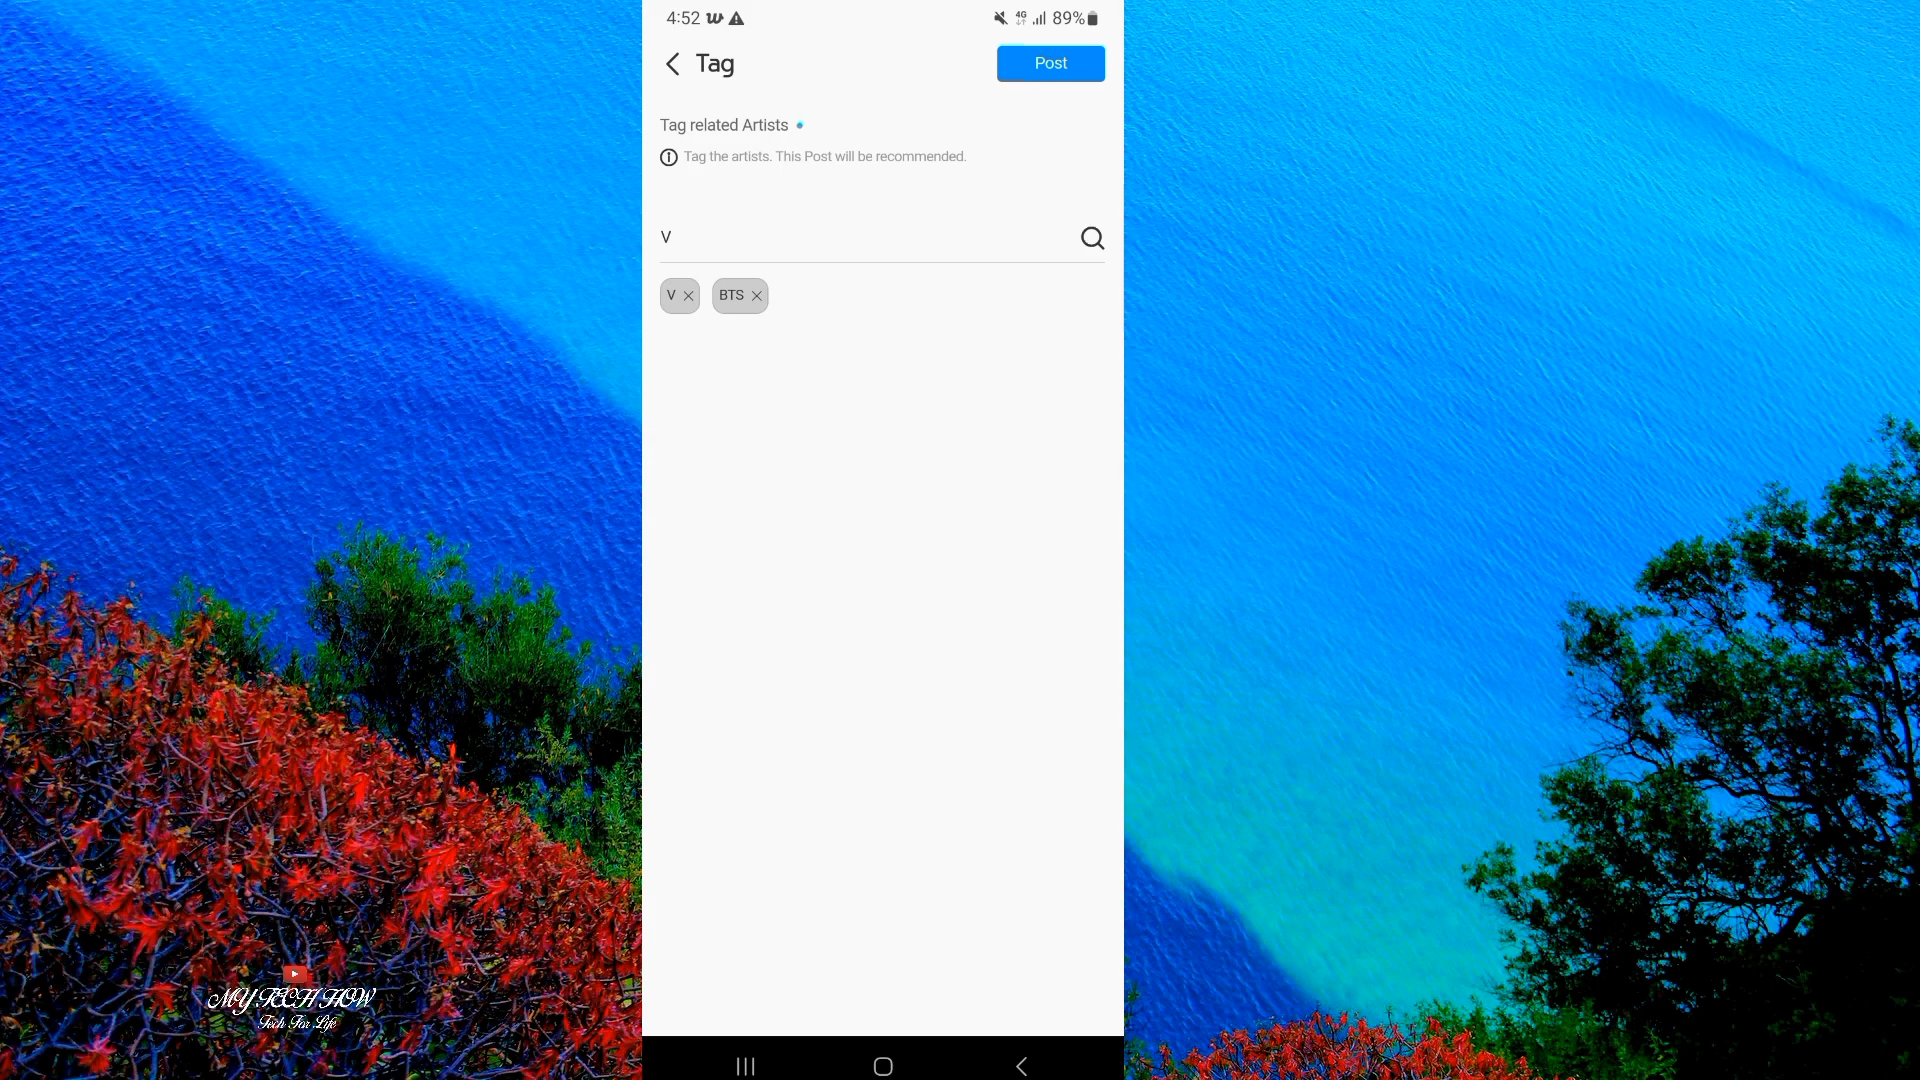 4:52
4G 89%
Tag
Post
Tag related Artists
Tag the artists. This Post will be recommended.
V
V BTS
MY TECH HOW
Tech For Life